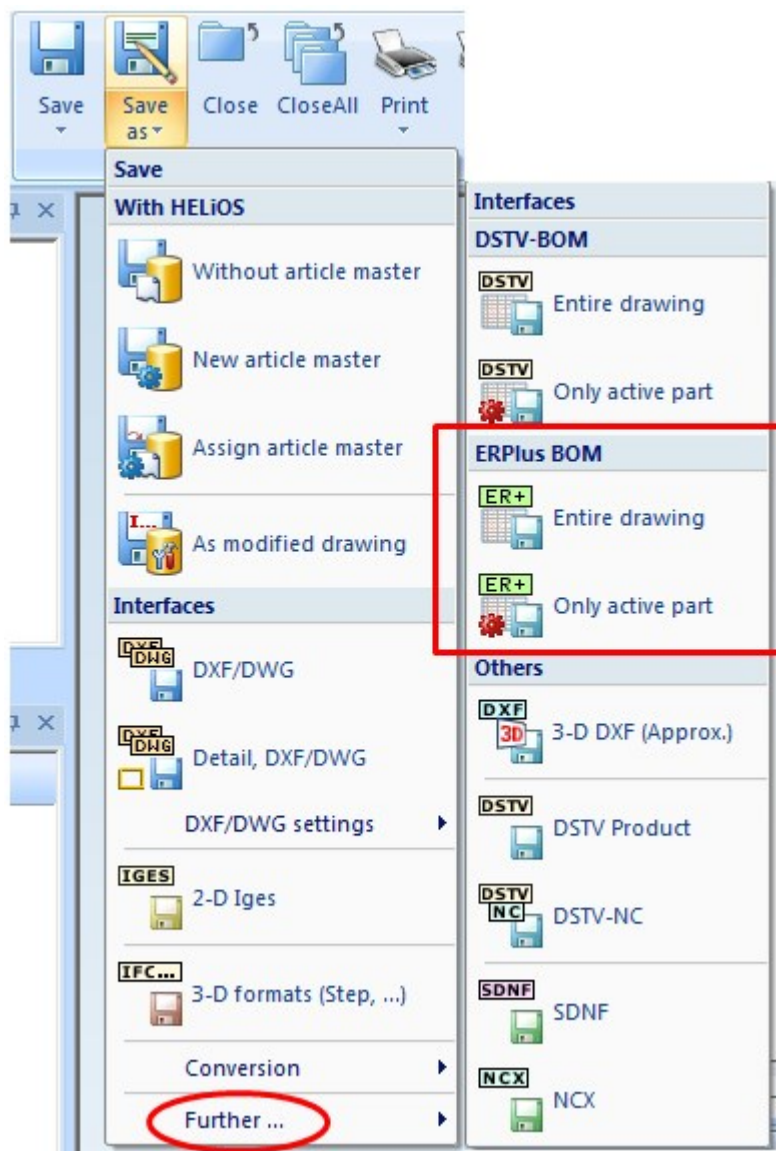 Save
Save as
Close
CloseAll
Print
Save
With HELiOS
Without article master
New article master
Assign article master
I...
As modified drawing
Interfaces
DXF
DWG
DXF/DWG
DXF
DWG
Detail, DXF/DWG
DXF/DWG settings
IGES
2-D Iges
IFC...
3-D formats (Step, ...)
Conversion
Further ...
Interfaces
DSTV-BOM
DSTV
Entire drawing
DSTV
Only active part
ERPlus BOM
ER+
Entire drawing
ER+
Only active part
Others
DXF
3D
3-D DXF (Approx.)
DSTV
DSTV Product
DSTV
NC
DSTV-NC
SDNF
SDNF
NCX
NCX